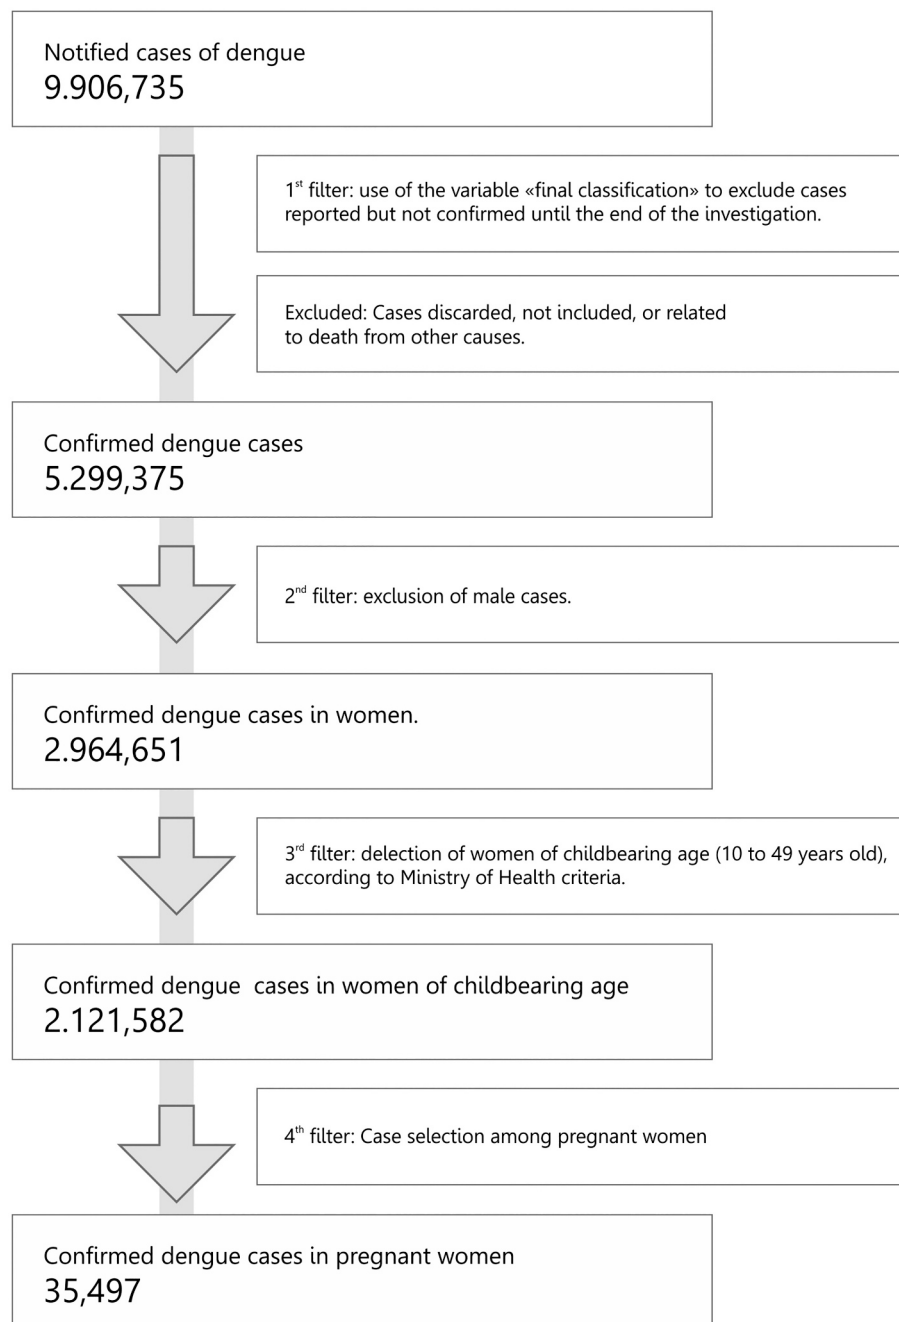 Notified cases of dengue
9.906,735
1st filter: use of the variable «final classification» to exclude cases
reported but not confirmed until the end of the investigation.
Excluded: Cases discarded, not included, or related
to death from other causes.
Confirmed dengue cases
5.299,375
2nd filter: exclusion of male cases.
Confirmed dengue cases in women.
2.964,651
3rd filter: delection of women of childbearing age (10 to 49 years old),
according to Ministry of Health criteria.
Confirmed dengue  cases in women of childbearing age
2.121,582
4th filter: Case selection among pregnant women
Confirmed dengue cases in pregnant women
35,497